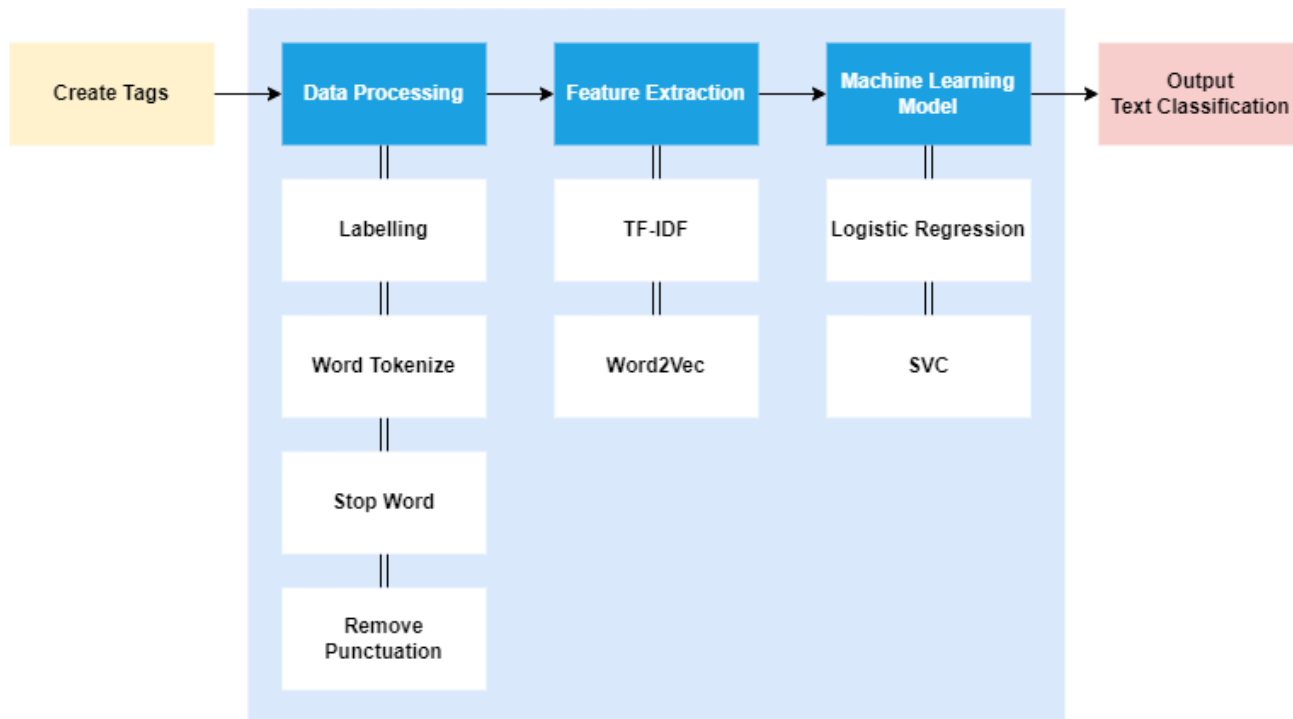 Create Tags
Data Processing
Feature Extraction
Machine Learning
Model
Output
Text Classification
Labelling
TF-IDF
Logistic Regression
Word Tokenize
Word2Vec
SVC
Stop Word
Remove
Punctuation